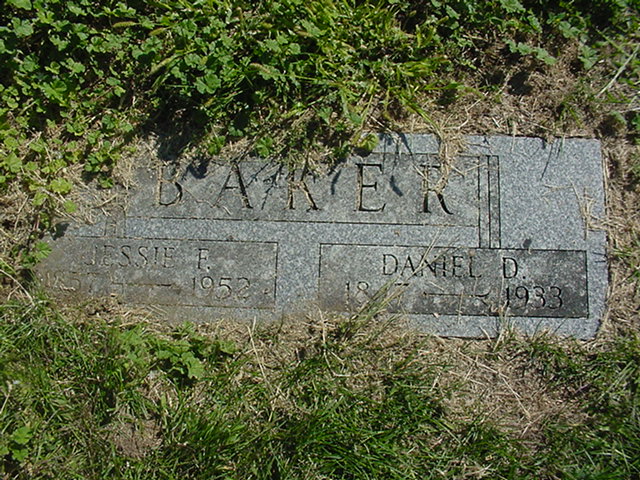 BAKER
JESSIE F.
1952
DANIEL D.
1933